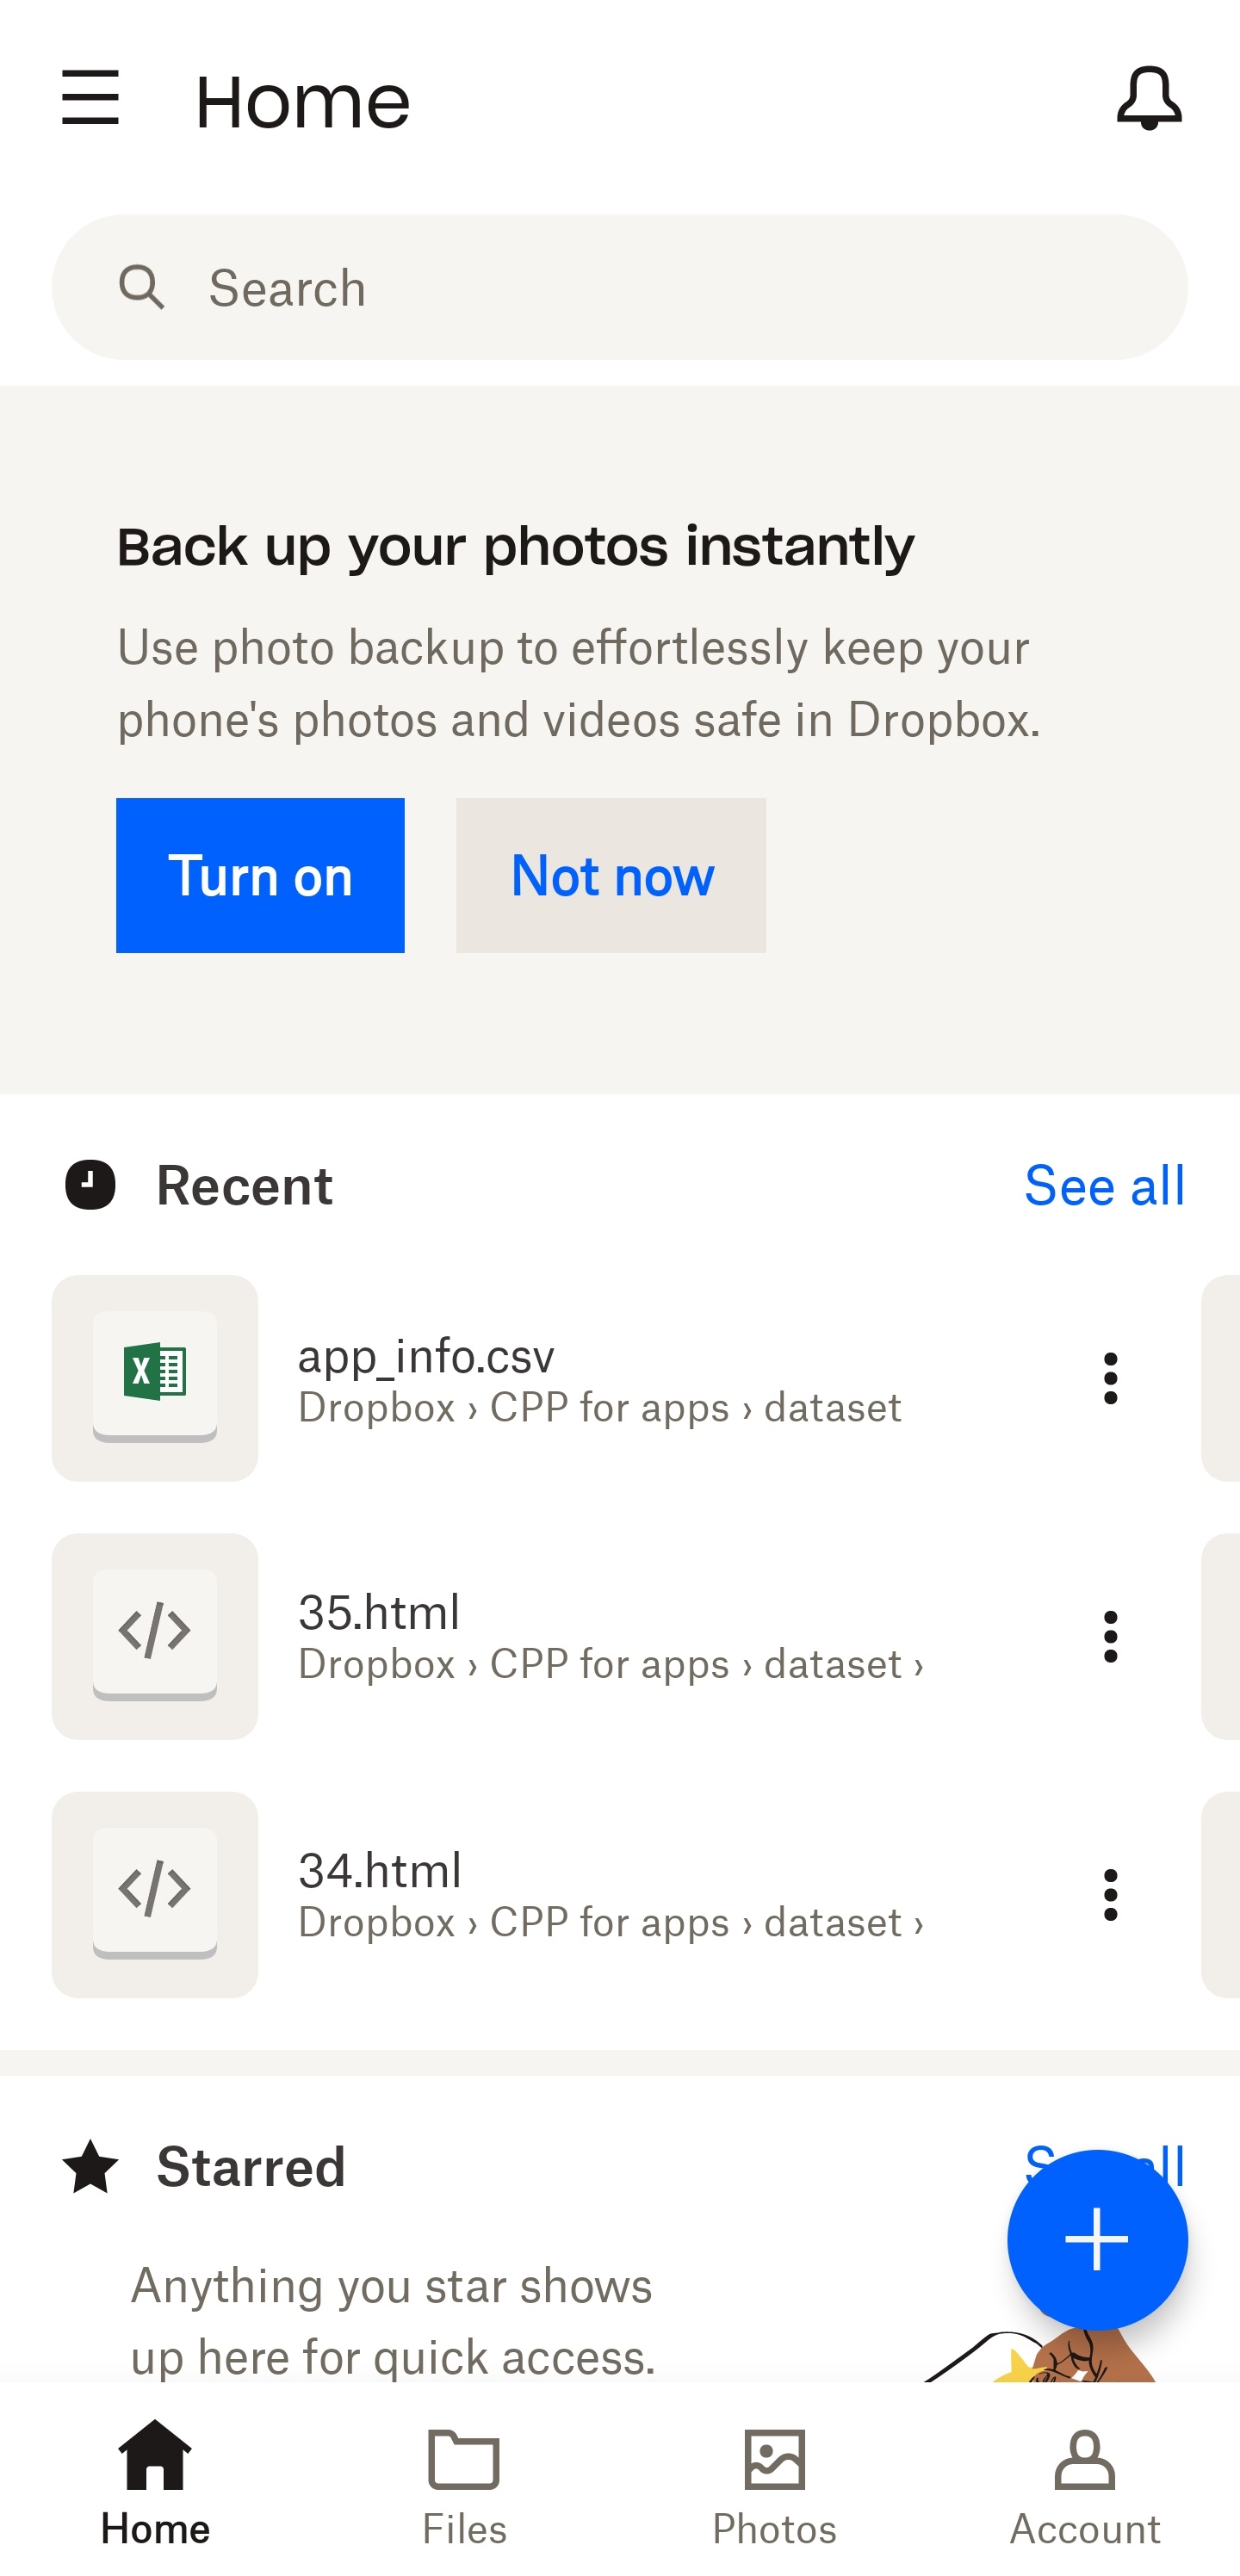 Home
Search
Back up your photos instantly
Use photo backup to effortlessly keep your
phone's photos and videos safe in Dropbox.
Turn on
Not now
Recent
See all
app_info.csv
Dropbox › CPP for apps › dataset
35.html
Dropbox › CPP for apps › dataset ›
34.html
Dropbox › CPP for apps › dataset ›
Starred
Anything you star shows
up here for quick access.
Home
Files
Photos
Account